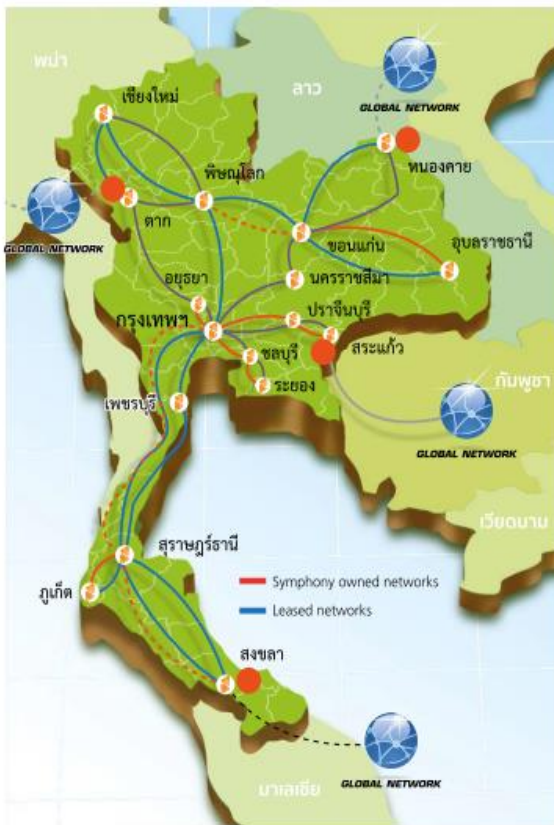 พม่า
ลาว
GLOBAL NETWORK
เชียงใหม่
หนองคาย
พิษณุโลก
ตาก
GLOBAL NETWORK
ขอนแก่น
อุบลราชธานี
อยุธยา
นครราชสีมา
ปราจีนบุรี
กรุงเทพฯ
สระแก้ว
ชลบุรี
ระยอง
กัมพูชา
เพชรบุรี
GLOBAL NETWORK
เวียดนาม
สุราษฎร์ธานี
Symphony owned networks
ภูเก็ต
Leased networks
สงขลา
GLOBAL NETWORK
มาเลเซีย